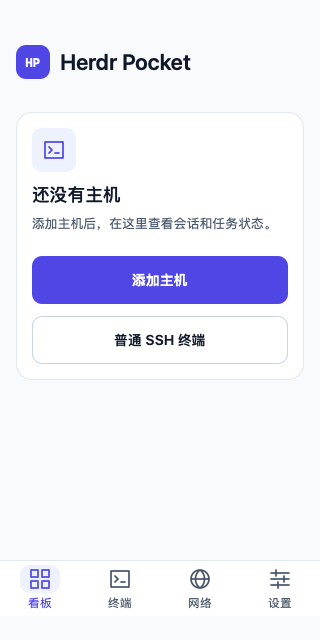 HP
Herdr Pocket
还没有主机
添加主机后，在这里查看会话和任务状态。
添加主机
普通 SSH 终端
看板
终端
网络
设置